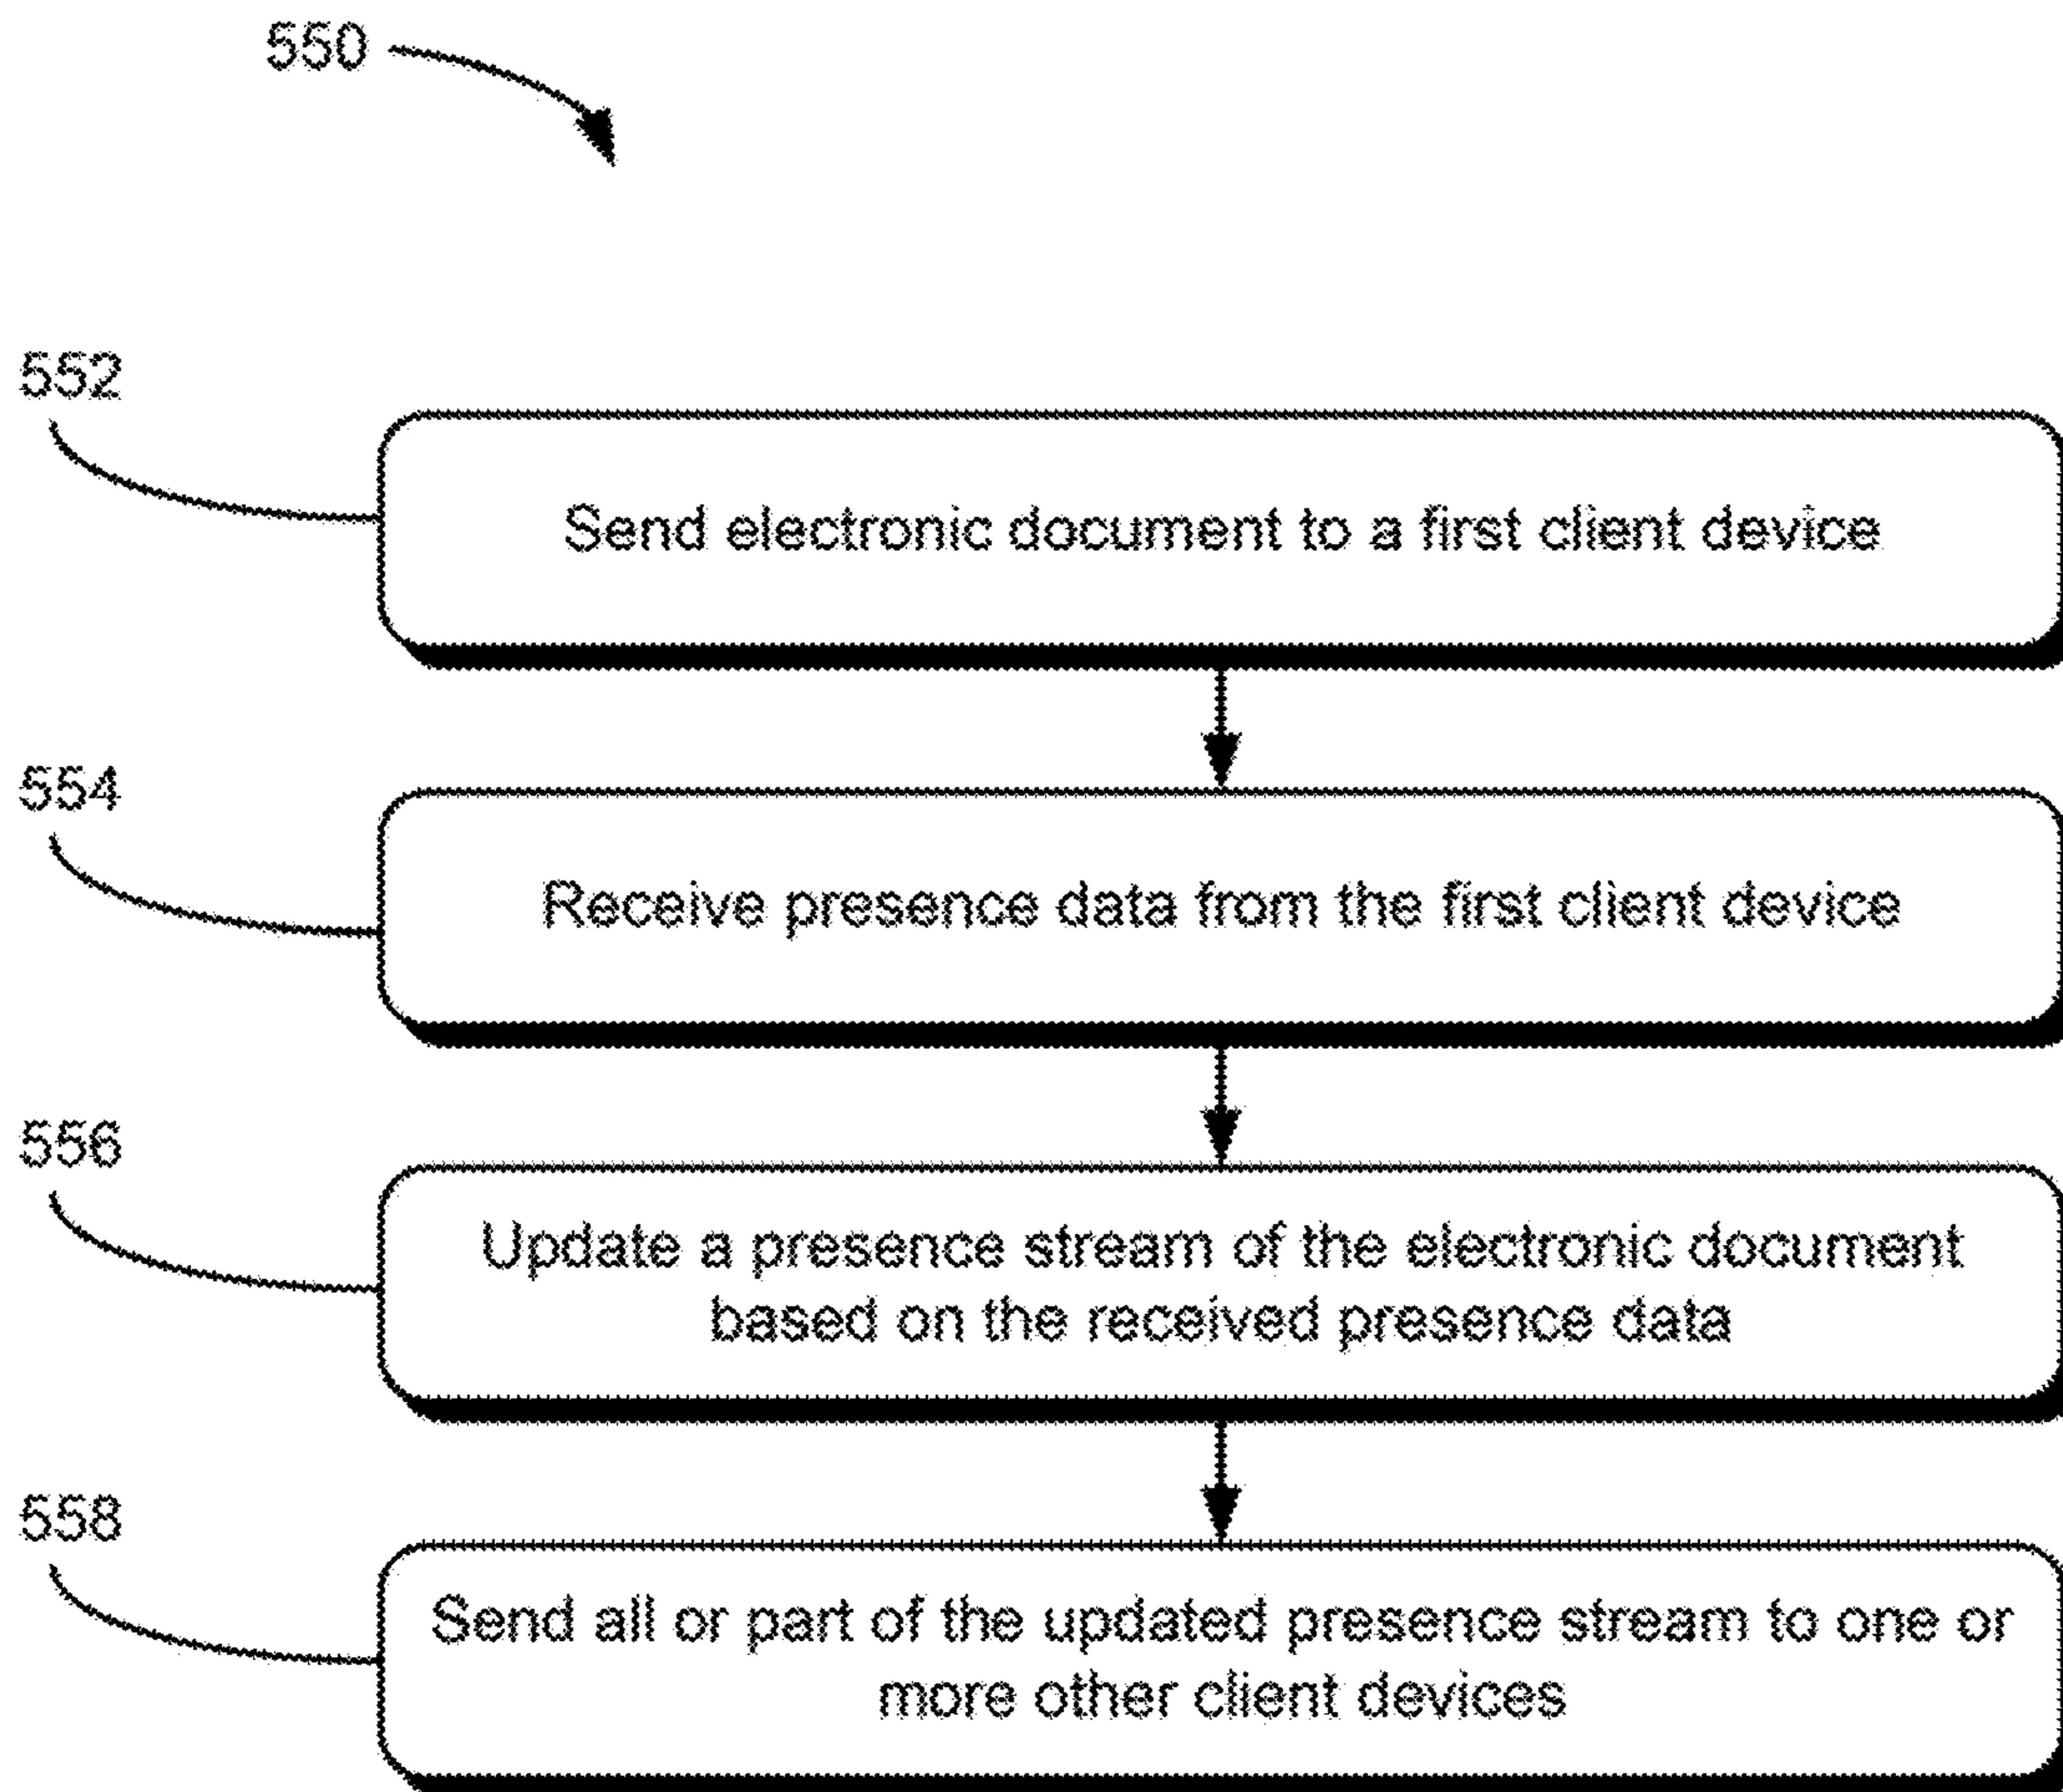 550
552
Send electronic document to a first client device
554
Receive presence data from the first client device
556
Update a presence stream of the electronic document
based on the received presence data
558
Send all or part of the updated presence stream to one or
more other client devices